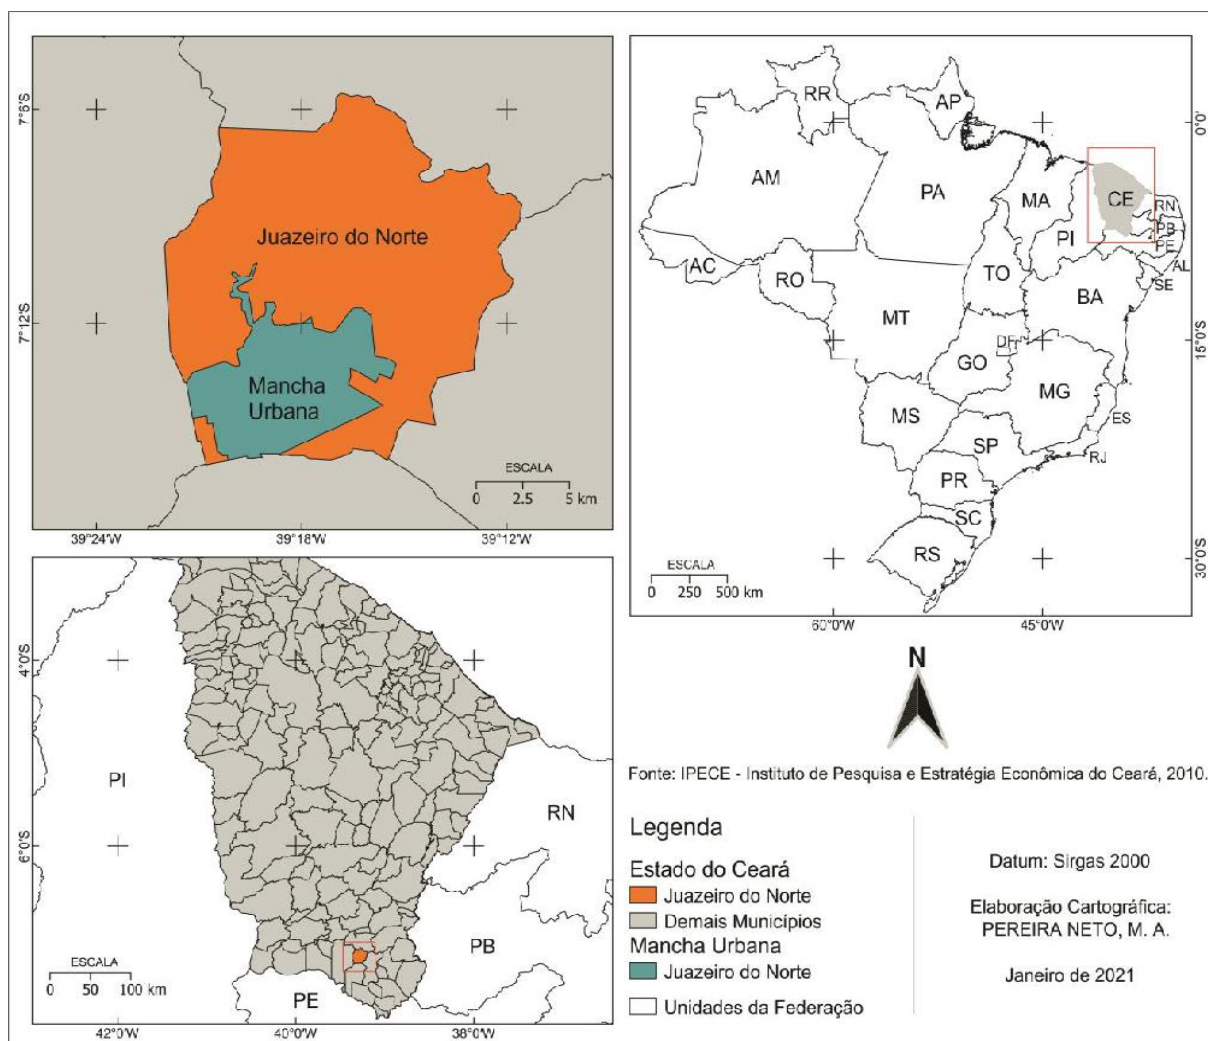 7°6'S
7°12'S
Juazeiro do Norte
Mancha
Urbana
ESCALA
0 2.5 5 km
39°24'W 39°18'W 39°12'W
RR
AP
AM
PA
MA
CE
RN
PB
PE
PI
AL
SE
AC
RO
TO
BA
MT
DF
GO
MG
MS
ES
SP
RJ
PR
SC
RS
0°0'
15°0'S
30°0'S
ESCALA
0 250 500 km
60°0'W 45°0'W
4°0'S
6°0'S
PI
RN
PB
PE
ESCALA
0 50 100 km
42°0'W 40°0'W 38°0'W
N
Fonte: IPECE - Instituto de Pesquisa e Estratégia Econômica do Ceará, 2010.
Legenda
Estado do Ceará
Juazeiro do Norte
Demais Municípios
Mancha Urbana
Juazeiro do Norte
Unidades da Federação
Datum: Sirgas 2000
Elaboração Cartográfica:
PEREIRA NETO, M. A.
Janeiro de 2021